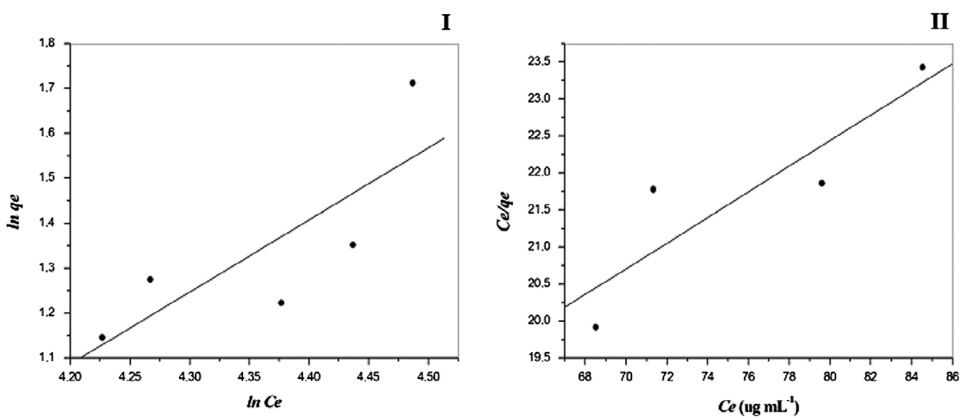 I
1.8
1.7
1.6
1.5
1.4
1.3
1.2
1.1
ln qe
4.20 4.25 4.30 4.35 4.40 4.45 4.50
ln Ce
II
23.5
23.0
22.5
22.0
21.5
21.0
20.5
20.0
19.5
Ce/qe
68 70 72 74 76 78 80 82 84 86
Ce (ug mL⁻¹)